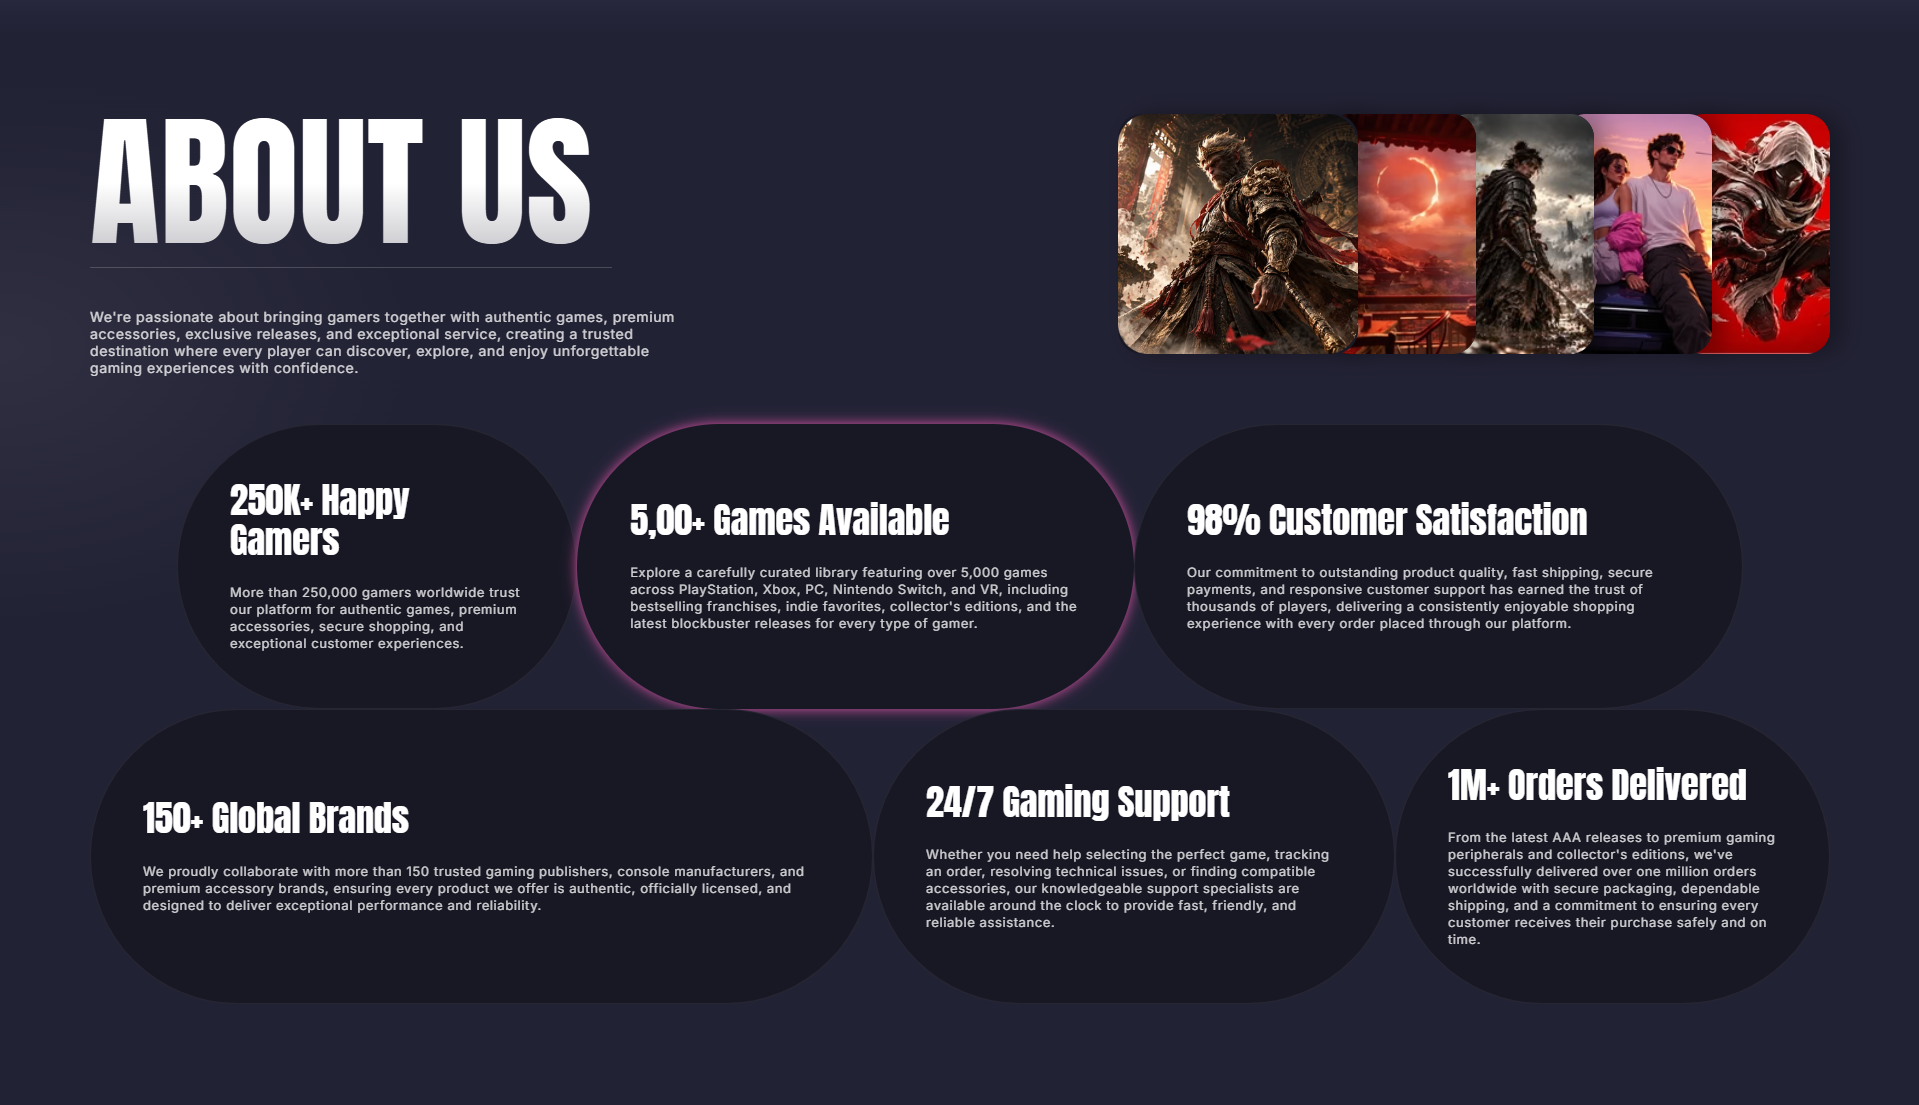 ABOUT US
We're passionate about bringing gamers together with authentic games, premium
accessories, exclusive releases, and exceptional service, creating a trusted
destination where every player can discover, explore, and enjoy unforgettable
gaming experiences with confidence.
250K+ Happy
Gamers
More than 250,000 gamers worldwide trust
our platform for authentic games, premium
accessories, secure shopping, and
exceptional customer experiences.
5,00+ Games Available
Explore a carefully curated library featuring over 5,000 games
across PlayStation, Xbox, PC, Nintendo Switch, and VR, including
bestselling franchises, indie favorites, collector's editions, and the
latest blockbuster releases for every type of gamer.
98% Customer Satisfaction
Our commitment to outstanding product quality, fast shipping, secure
payments, and responsive customer support has earned the trust of
thousands of players, delivering a consistently enjoyable shopping
experience with every order placed through our platform.
150+ Global Brands
We proudly collaborate with more than 150 trusted gaming publishers, console manufacturers, and
premium accessory brands, ensuring every product we offer is authentic, officially licensed, and
designed to deliver exceptional performance and reliability.
24/7 Gaming Support
Whether you need help selecting the perfect game, tracking
an order, resolving technical issues, or finding compatible
accessories, our knowledgeable support specialists are
available around the clock to provide fast, friendly, and
reliable assistance.
1M+ Orders Delivered
From the latest AAA releases to premium gaming
peripherals and collector's editions, we've
successfully delivered over one million orders
worldwide with secure packaging, dependable
shipping, and a commitment to ensuring every
customer receives their purchase safely and on
time.